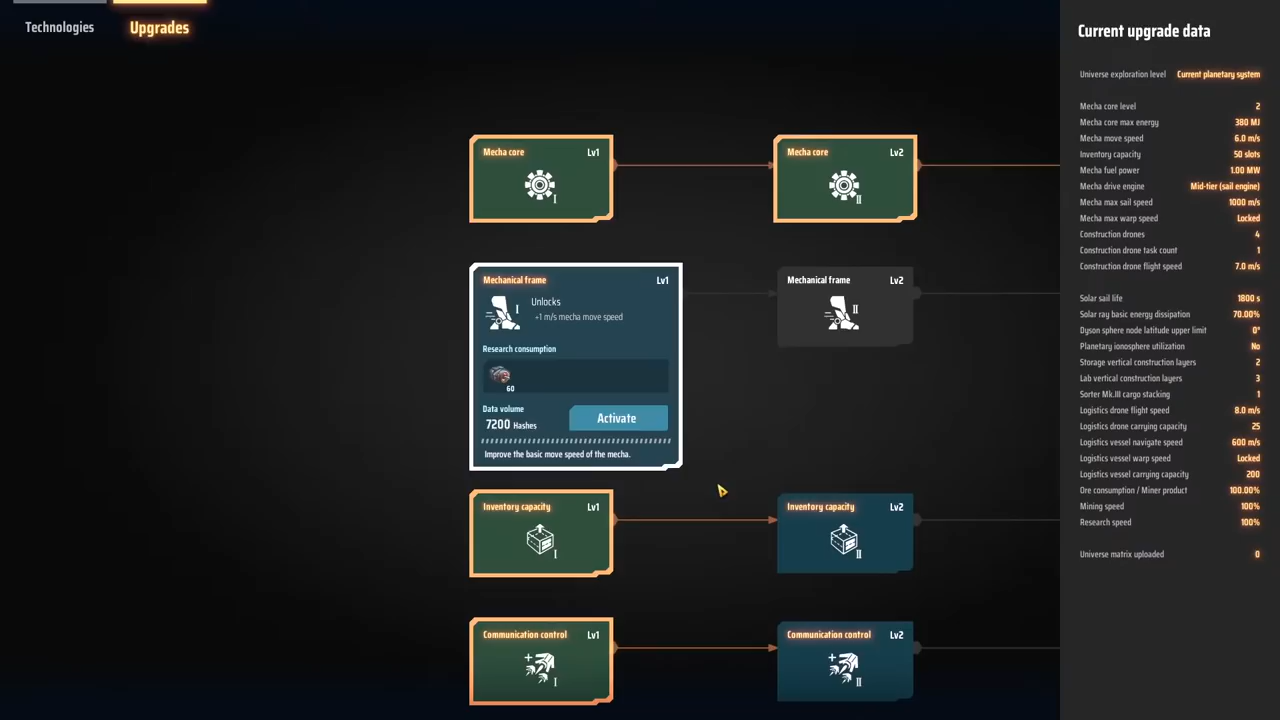 Technologies
Upgrades
Mecha core Lv1
I
Mecha core Lv2
II
Mechanical frame Lv1
I
Unlocks
+1 m/s mecha move speed
Research consumption
60
Data volume
7200 Hashes
Activate
Improve the basic move speed of the mecha.
Mechanical frame Lv2
II
Inventory capacity Lv1
I
Inventory capacity Lv2
II
Communication control Lv1
I
Communication control Lv2
II
Current upgrade data
Universe exploration level Current planetary system
Mecha core level 2
Mecha core max energy 380 MJ
Mecha move speed 6.0 m/s
Inventory capacity 50 slots
Mecha fuel power 1.00 MW
Mecha drive engine Mid-tier (sail engine)
Mecha max sail speed 1000 m/s
Mecha max warp speed Locked
Construction drones 4
Construction drone task count 1
Construction drone flight speed 7.0 m/s
Solar sail life 1800 s
Solar ray basic energy dissipation 70.00%
Dyson sphere node latitude upper limit 0°
Planetary ionosphere utilization No
Storage vertical construction layers 2
Lab vertical construction layers 3
Sorter Mk.III cargo stacking 1
Logistics drone flight speed 8.0 m/s
Logistics drone carrying capacity 25
Logistics vessel navigate speed 600 m/s
Logistics vessel warp speed Locked
Logistics vessel carrying capacity 200
Ore consumption / Miner product 100.00%
Mining speed 100%
Research speed 100%
Universe matrix uploaded 0